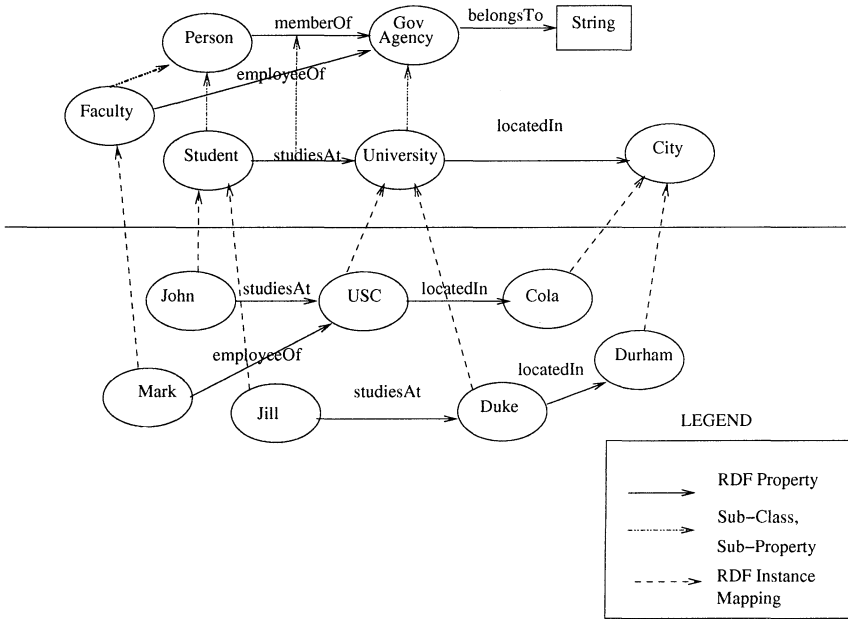 memberOf
Gov
Agency
belongsTo
String
Person
employeeOf
Faculty
locatedIn
Student
studiesAt
University
City
John
studiesAt
USC
locatedIn
Cola
employeeOf
Durham
Mark
studiesAt
locatedIn
Jill
Duke
LEGEND
RDF Property
Sub-Class,
Sub-Property
RDF Instance
Mapping